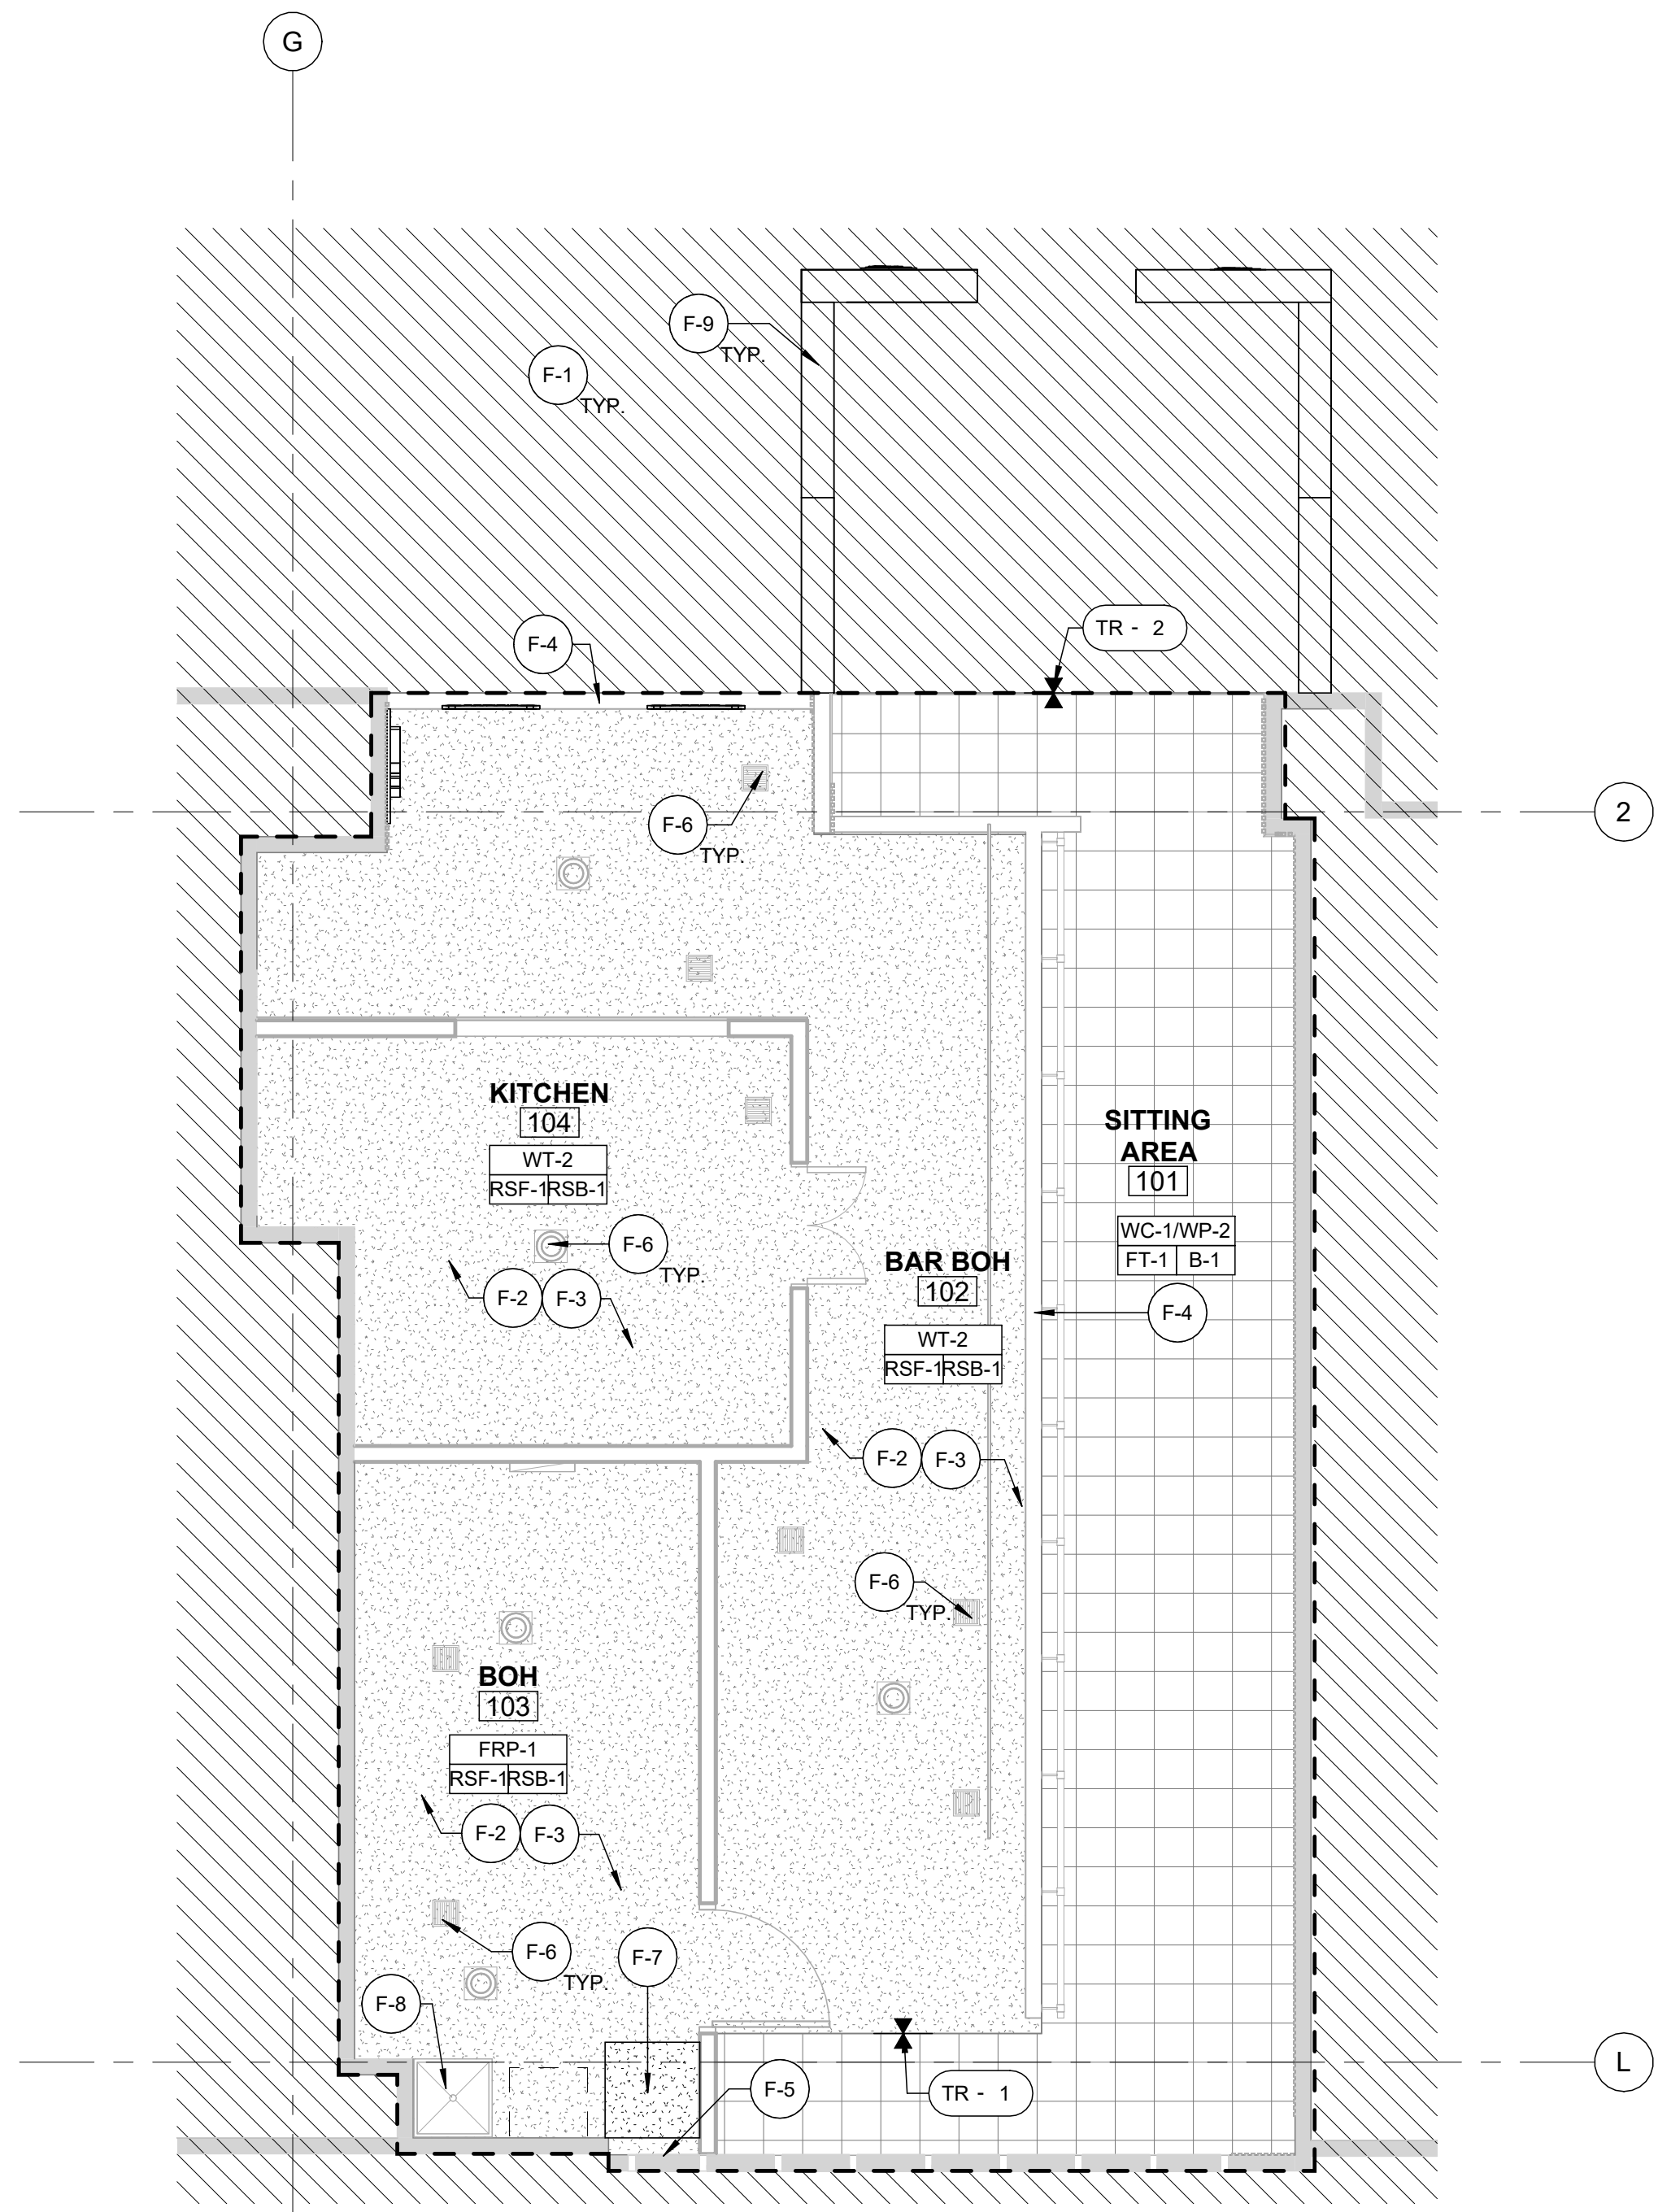 G
F-9
TYP.
F-1
TYP.
TR - 2
F-4
2
F-6
TYP.
KITCHEN
104
WT-2
RSF-1 RSB-1
SITTING
AREA
101
WC-1/WP-2
FT-1 B-1
F-6
TYP.
F-2 F-3
BAR BOH
102
WT-2
RSF-1 RSB-1
F-4
F-2 F-3
F-6
TYP.
BOH
103
FRP-1
RSF-1 RSB-1
F-2 F-3
F-6
TYP.
F-7
F-8
L
F-5
TR - 1